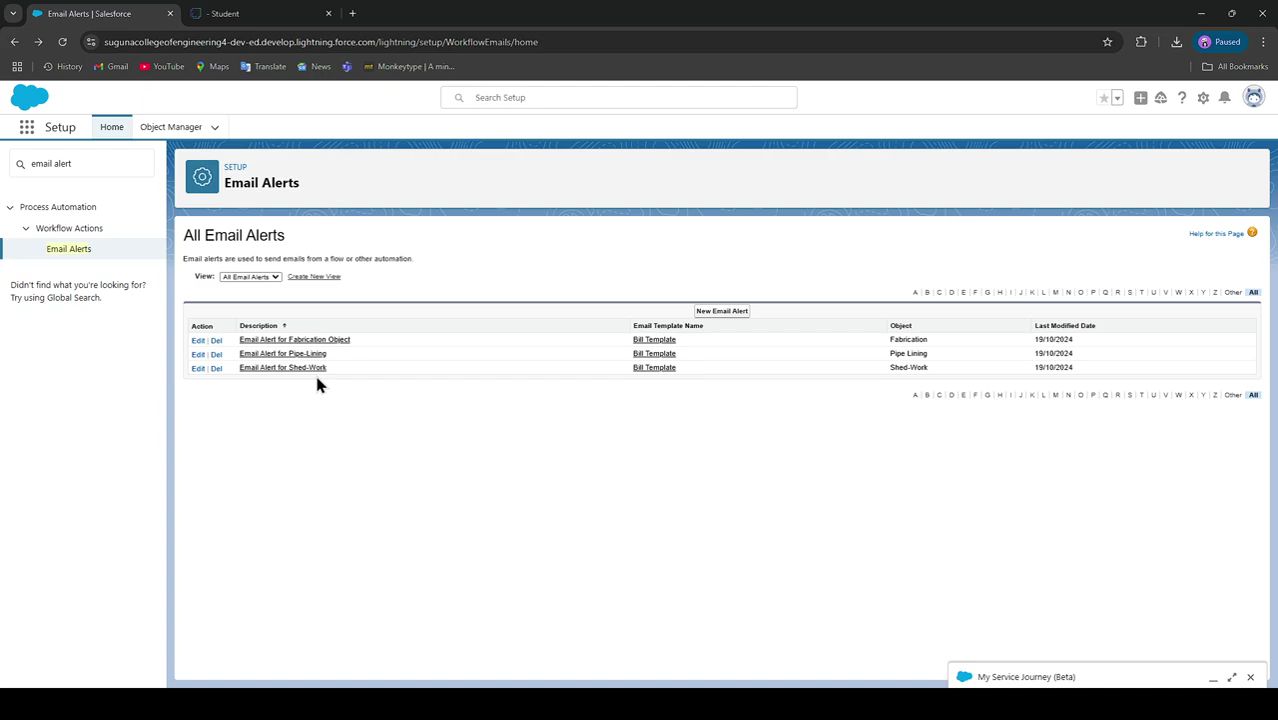 Email Alerts | Salesforce
- Student
sugunacollegeofengineering4-dev-ed.develop.lightning.force.com/lightning/setup/WorkflowEmails/home
Paused
History Gmail YouTube Maps Translate News Monkeytype | A min... All Bookmarks
Search Setup
Setup Home Object Manager
email alert
Process Automation
Workflow Actions
Email Alerts
Didn't find what you're looking for?
Try using Global Search.
SETUP
Email Alerts
All Email Alerts
Help for this Page
Email alerts are used to send emails from a flow or other automation.
View: All Email Alerts Create New View
A B C D E F G H I J K L M N O P Q R S T U V W X Y Z Other All
New Email Alert
Action Description Email Template Name Object Last Modified Date
Edit | Del Email Alert for Fabrication Object Bill Template Fabrication 19/10/2024
Edit | Del Email Alert for Pipe-Lining Bill Template Pipe Lining 19/10/2024
Edit | Del Email Alert for Shed-Work Bill Template Shed-Work 19/10/2024
A B C D E F G H I J K L M N O P Q R S T U V W X Y Z Other All
My Service Journey (Beta)